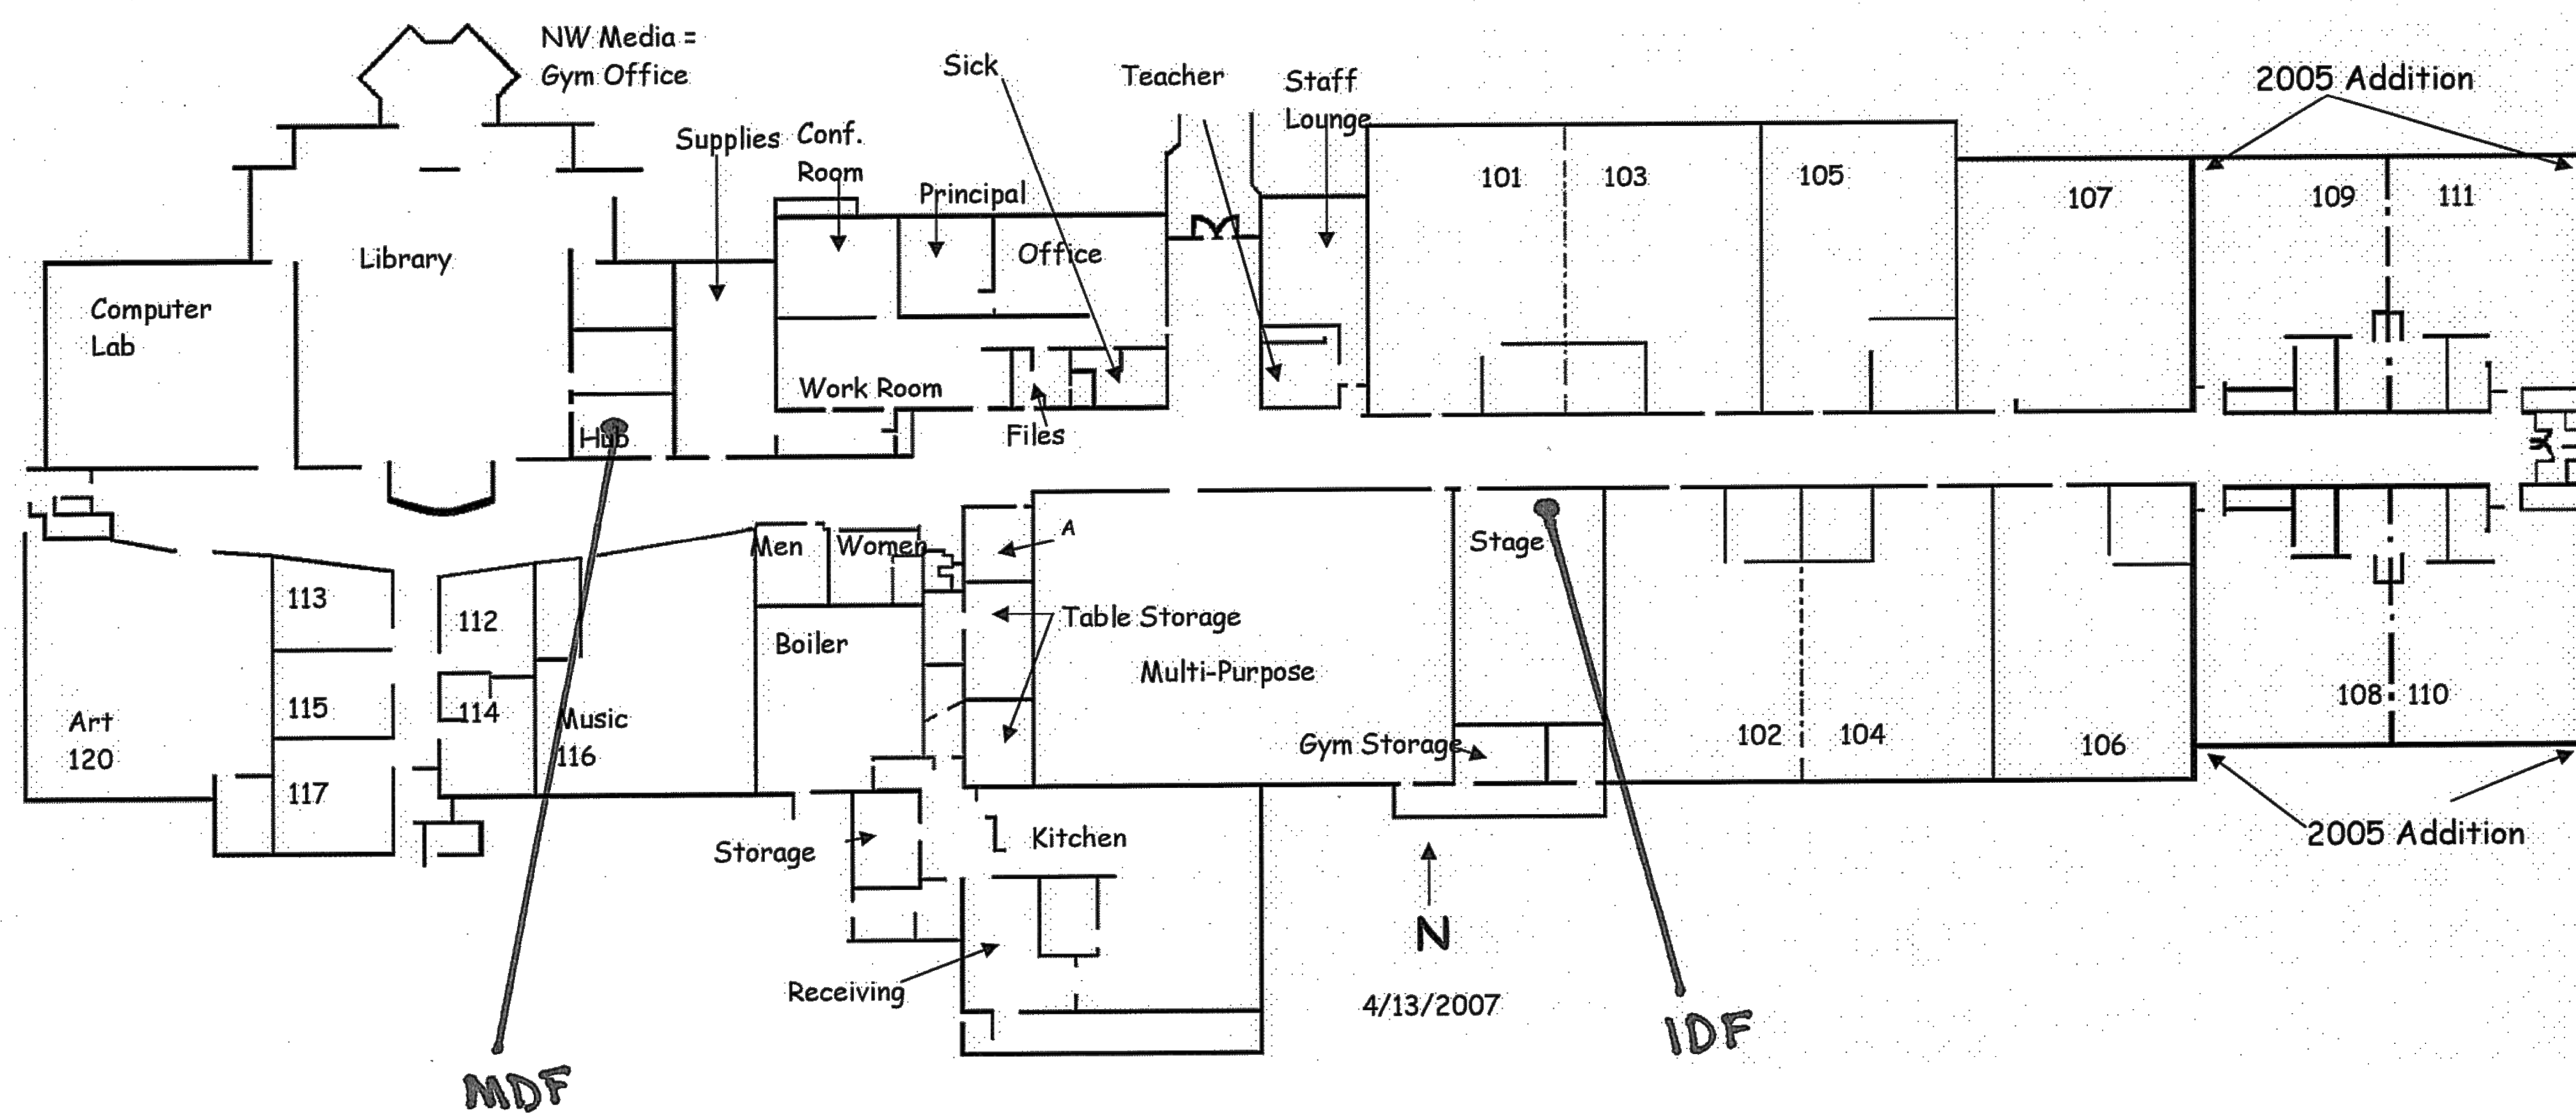 NW Media =
Gym Office
Sick
Teacher
Staff
Lounge
2005 Addition
Supplies
Conf.
Room
Principal
101
103
105
107
109
111
Library
Office
Computer
Lab
Work Room
Files
Hub
A
Men
Women
Stage
113
112
Table Storage
Boiler
Multi-Purpose
115
114
Music
116
Art
120
Gym Storage
102
104
106
108
110
117
2005 Addition
Storage
Kitchen
N
Receiving
4/13/2007
IDF
MDF